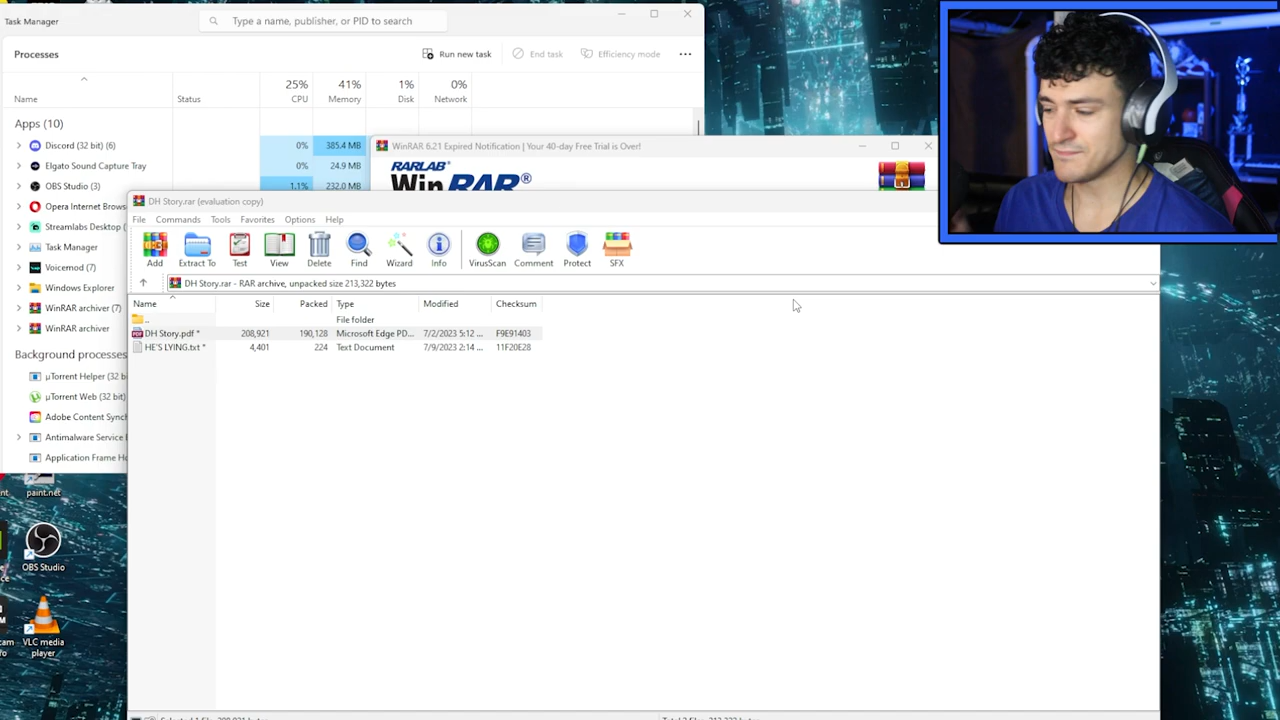 Task Manager
Type a name, publisher, or PID to search
Processes
Run new task
End task
Efficiency mode
25% 41% 1% 0%
Name Status CPU Memory Disk Network
Apps (10)
Discord (32 bit) (6) 0% 385.4 MB
Elgato Sound Capture Tray 0% 24.9 MB
OBS Studio (3) 1.1% 232.0 MB
Opera Internet Brows
Streamlabs Desktop (
Task Manager
Voicemod (7)
Windows Explorer
WinRAR archiver (7)
WinRAR archiver
Background processes
µTorrent Helper (32 bi
µTorrent Web (32 bit)
Adobe Content Synch
Antimalware Service E
Application Frame Ho
WinRAR 6.21 Expired Notification | Your 40-day Free Trial is Over!
RARLAB®
WinRAR®
DH Story.rar (evaluation copy)
File Commands Tools Favorites Options Help
Add Extract To Test View Delete Find Wizard Info VirusScan Comment Protect SFX
DH Story.rar - RAR archive, unpacked size 213,322 bytes
Name Size Packed Type Modified Checksum
.. File folder
DH Story.pdf * 208,921 190,128 Microsoft Edge PD... 7/2/2023 5:12 ... F9E91403
HE'S LYING.txt * 4,401 224 Text Document 7/9/2023 2:14 ... 11F20E28
paint.net
OBS Studio
VLC media
player